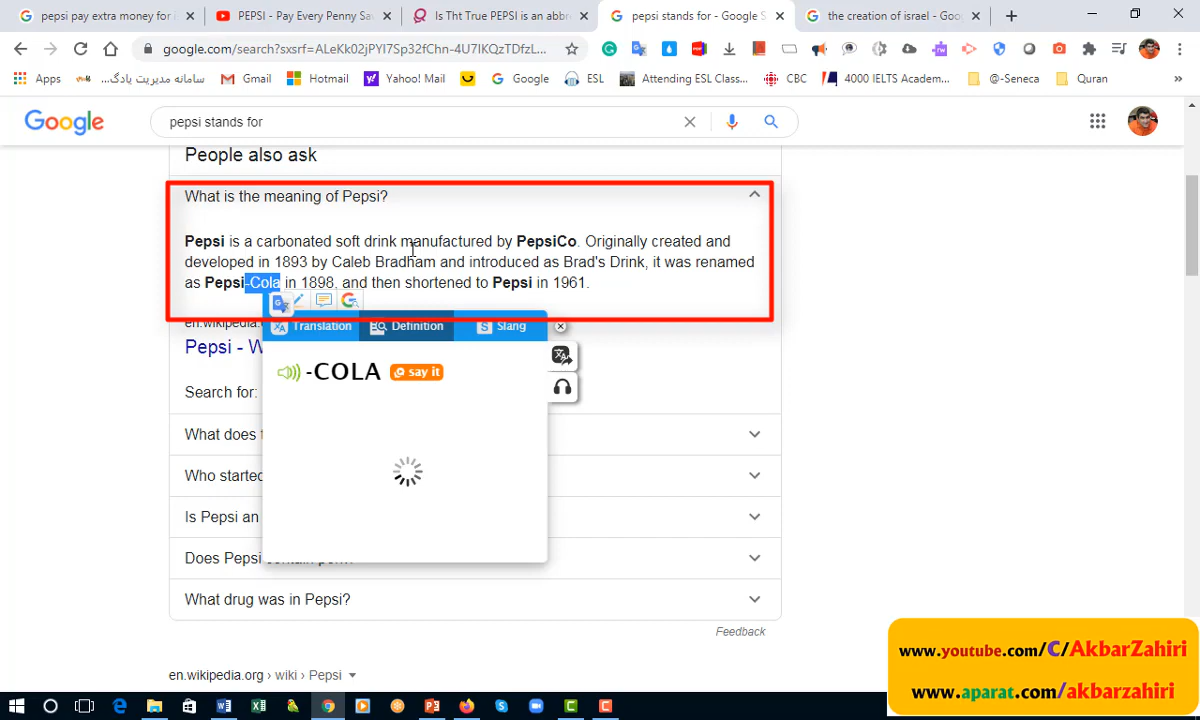 pepsi pay extra money for i
PEPSI - Pay Every Penny Sav
Is Tht True PEPSI is an abbre
pepsi stands for - Google S
the creation of israel - Goo
google.com/search?sxsrf=ALeKk02jPYI7Sp32fChn-4U7IKQzTDfzL...
Apps
سامانه مدیریت یادگ...
Gmail
Hotmail
Yahoo! Mail
Google
ESL
Attending ESL Class...
CBC
4000 IELTS Academ...
@-Seneca
Quran
»
Google
pepsi stands for
People also ask
What is the meaning of Pepsi?
Pepsi is a carbonated soft drink manufactured by PepsiCo. Originally created and
developed in 1893 by Caleb Bradham and introduced as Brad's Drink, it was renamed
as Pepsi-Cola in 1898, and then shortened to Pepsi in 1961.
en.wikipedia.
Translation
Definition
S Slang
Pepsi - W
-COLA
say it
Search for:
What does t
Who started
Is Pepsi an
Does Pepsi contain pork?
What drug was in Pepsi?
Feedback
en.wikipedia.org › wiki › Pepsi
www.youtube.com/C/AkbarZahiri
www.aparat.com/akbarzahiri